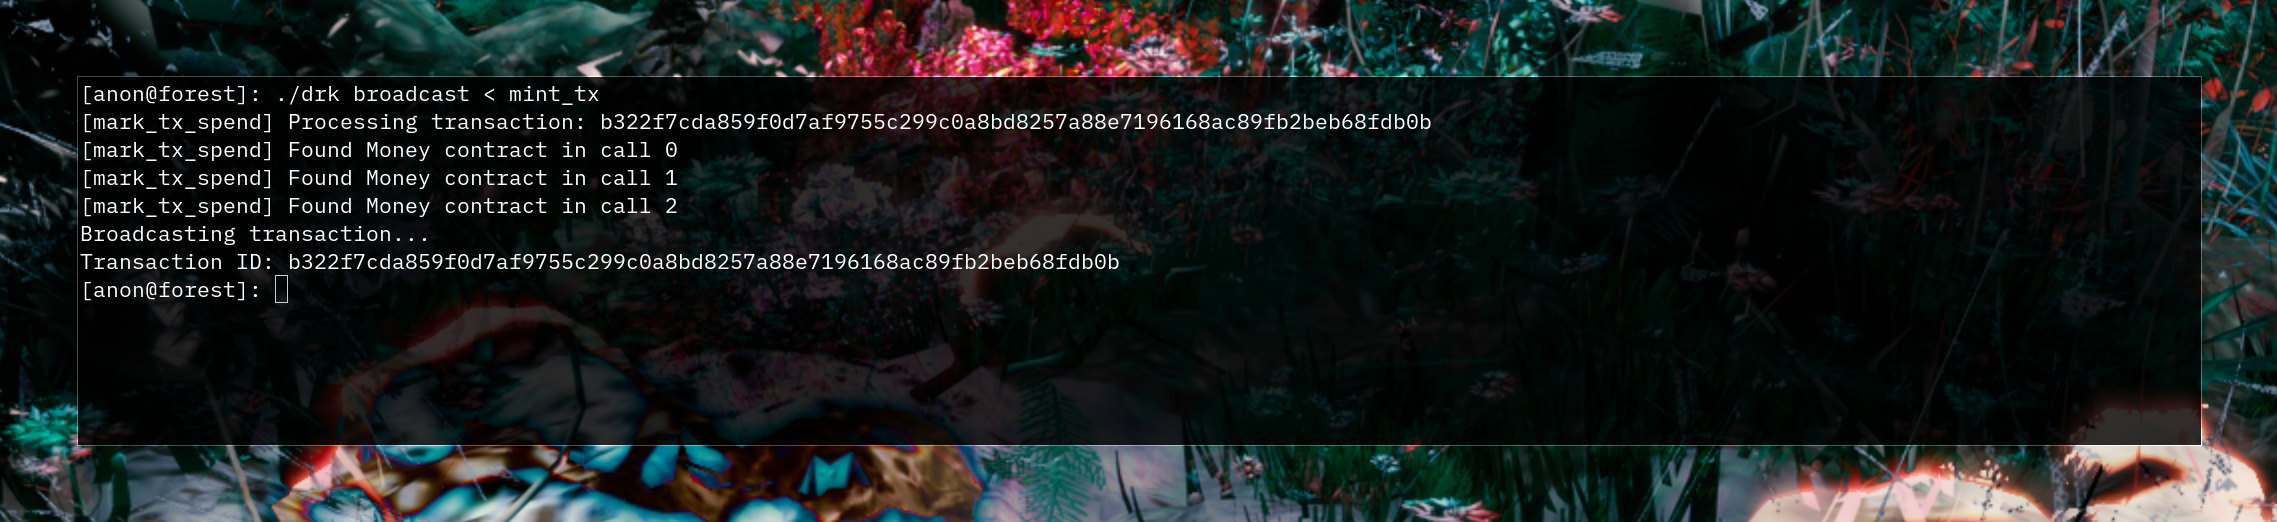 [anon@forest]: ./drk broadcast < mint_tx
[mark_tx_spend] Processing transaction: b322f7cda859f0d7af9755c299c0a8bd8257a88e7196168ac89fb2beb68fdb0b
[mark_tx_spend] Found Money contract in call 0
[mark_tx_spend] Found Money contract in call 1
[mark_tx_spend] Found Money contract in call 2
Broadcasting transaction...
Transaction ID: b322f7cda859f0d7af9755c299c0a8bd8257a88e7196168ac89fb2beb68fdb0b
[anon@forest]: